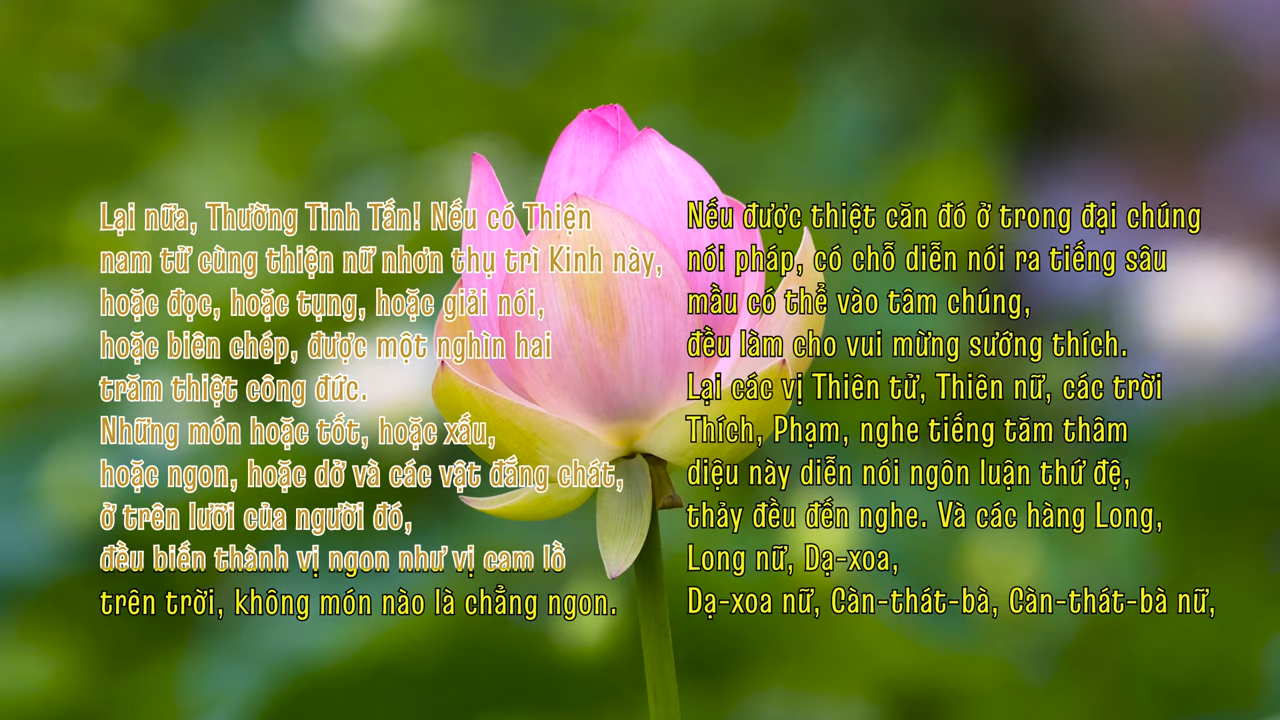 Lại nữa, Thường Tinh Tấn! Nếu có Thiện
nam tử cùng thiện nữ nhơn thụ trì Kinh này,
hoặc đọc, hoặc tụng, hoặc giải nói,
hoặc biên chép, được một nghìn hai
trăm thiệt công đức.
Những món hoặc tốt, hoặc xấu,
hoặc ngon, hoặc dở và các vật đắng chát,
ở trên lưỡi của người đó,
đều biến thành vị ngon như vị cam lồ
trên trời, không món nào là chẳng ngon.
Nếu được thiệt căn đó ở trong đại chúng
nói pháp, có chỗ diễn nói ra tiếng sâu
mầu có thể vào tâm chúng,
đều làm cho vui mừng sướng thích.
Lại các vị Thiên tử, Thiên nữ, các trời
Thích, Phạm, nghe tiếng tăm thâm
diệu này diễn nói ngôn luận thứ đệ,
thảy đều đến nghe. Và các hàng Long,
Long nữ, Dạ-xoa,
Dạ-xoa nữ, Càn-thát-bà, Càn-thát-bà nữ,